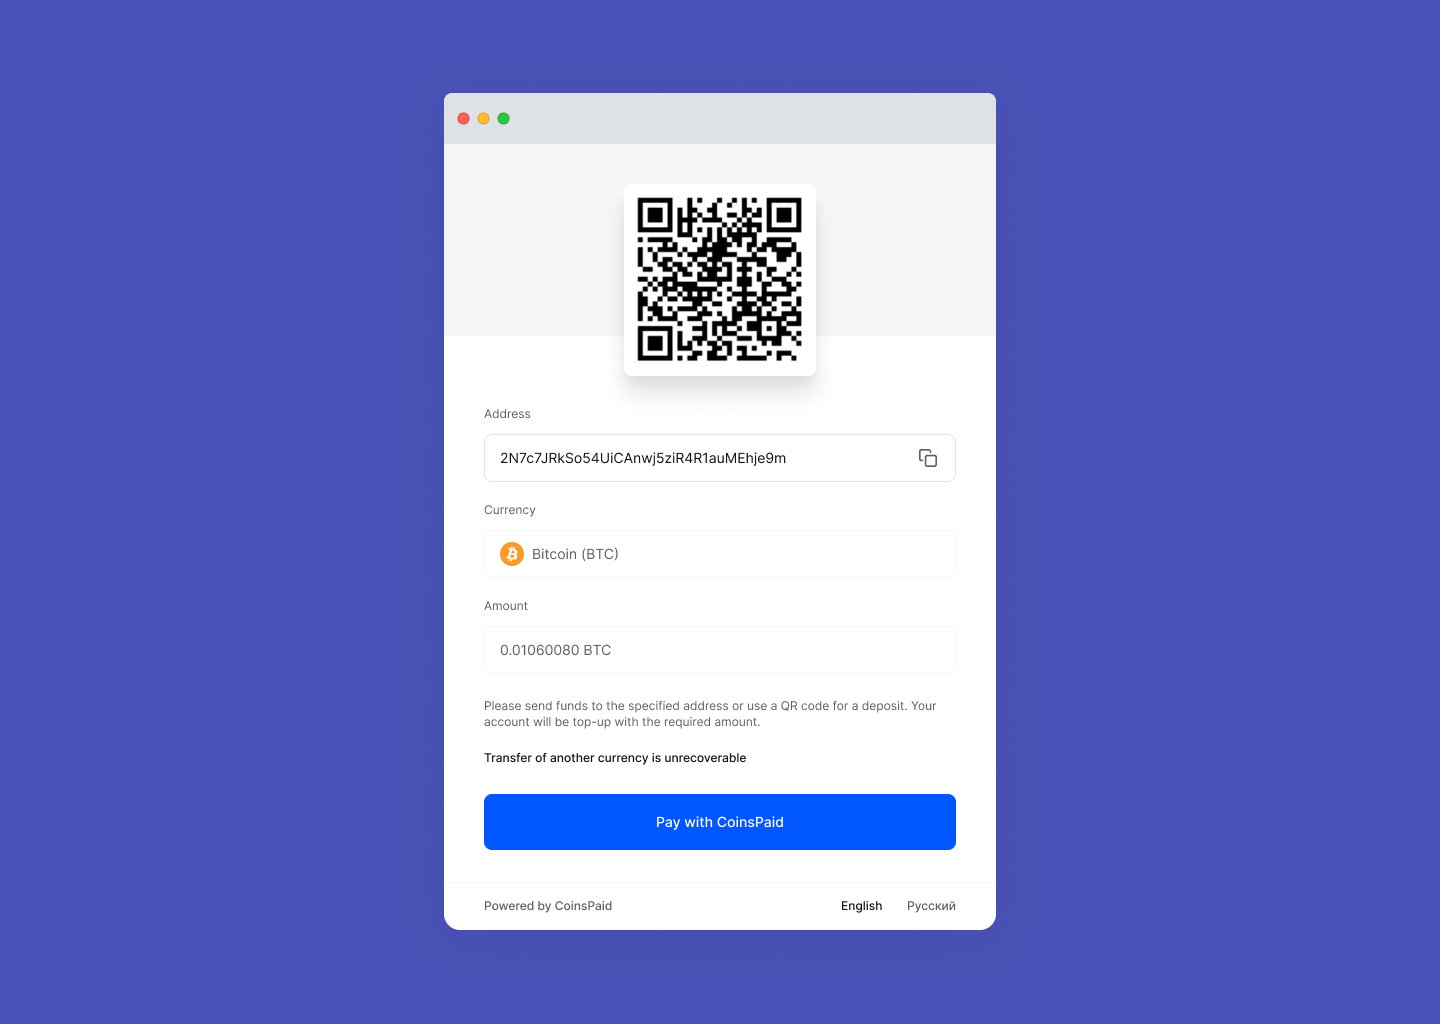 Address
2N7c7JRkSo54UiCAnwj5ziR4R1auMEhje9m
Currency
Bitcoin (BTC)
Amount
0.01060080 BTC
Please send funds to the specified address or use a QR code for a deposit. Your
account will be top-up with the required amount.
Transfer of another currency is unrecoverable
Pay with CoinsPaid
Powered by CoinsPaid English Русский